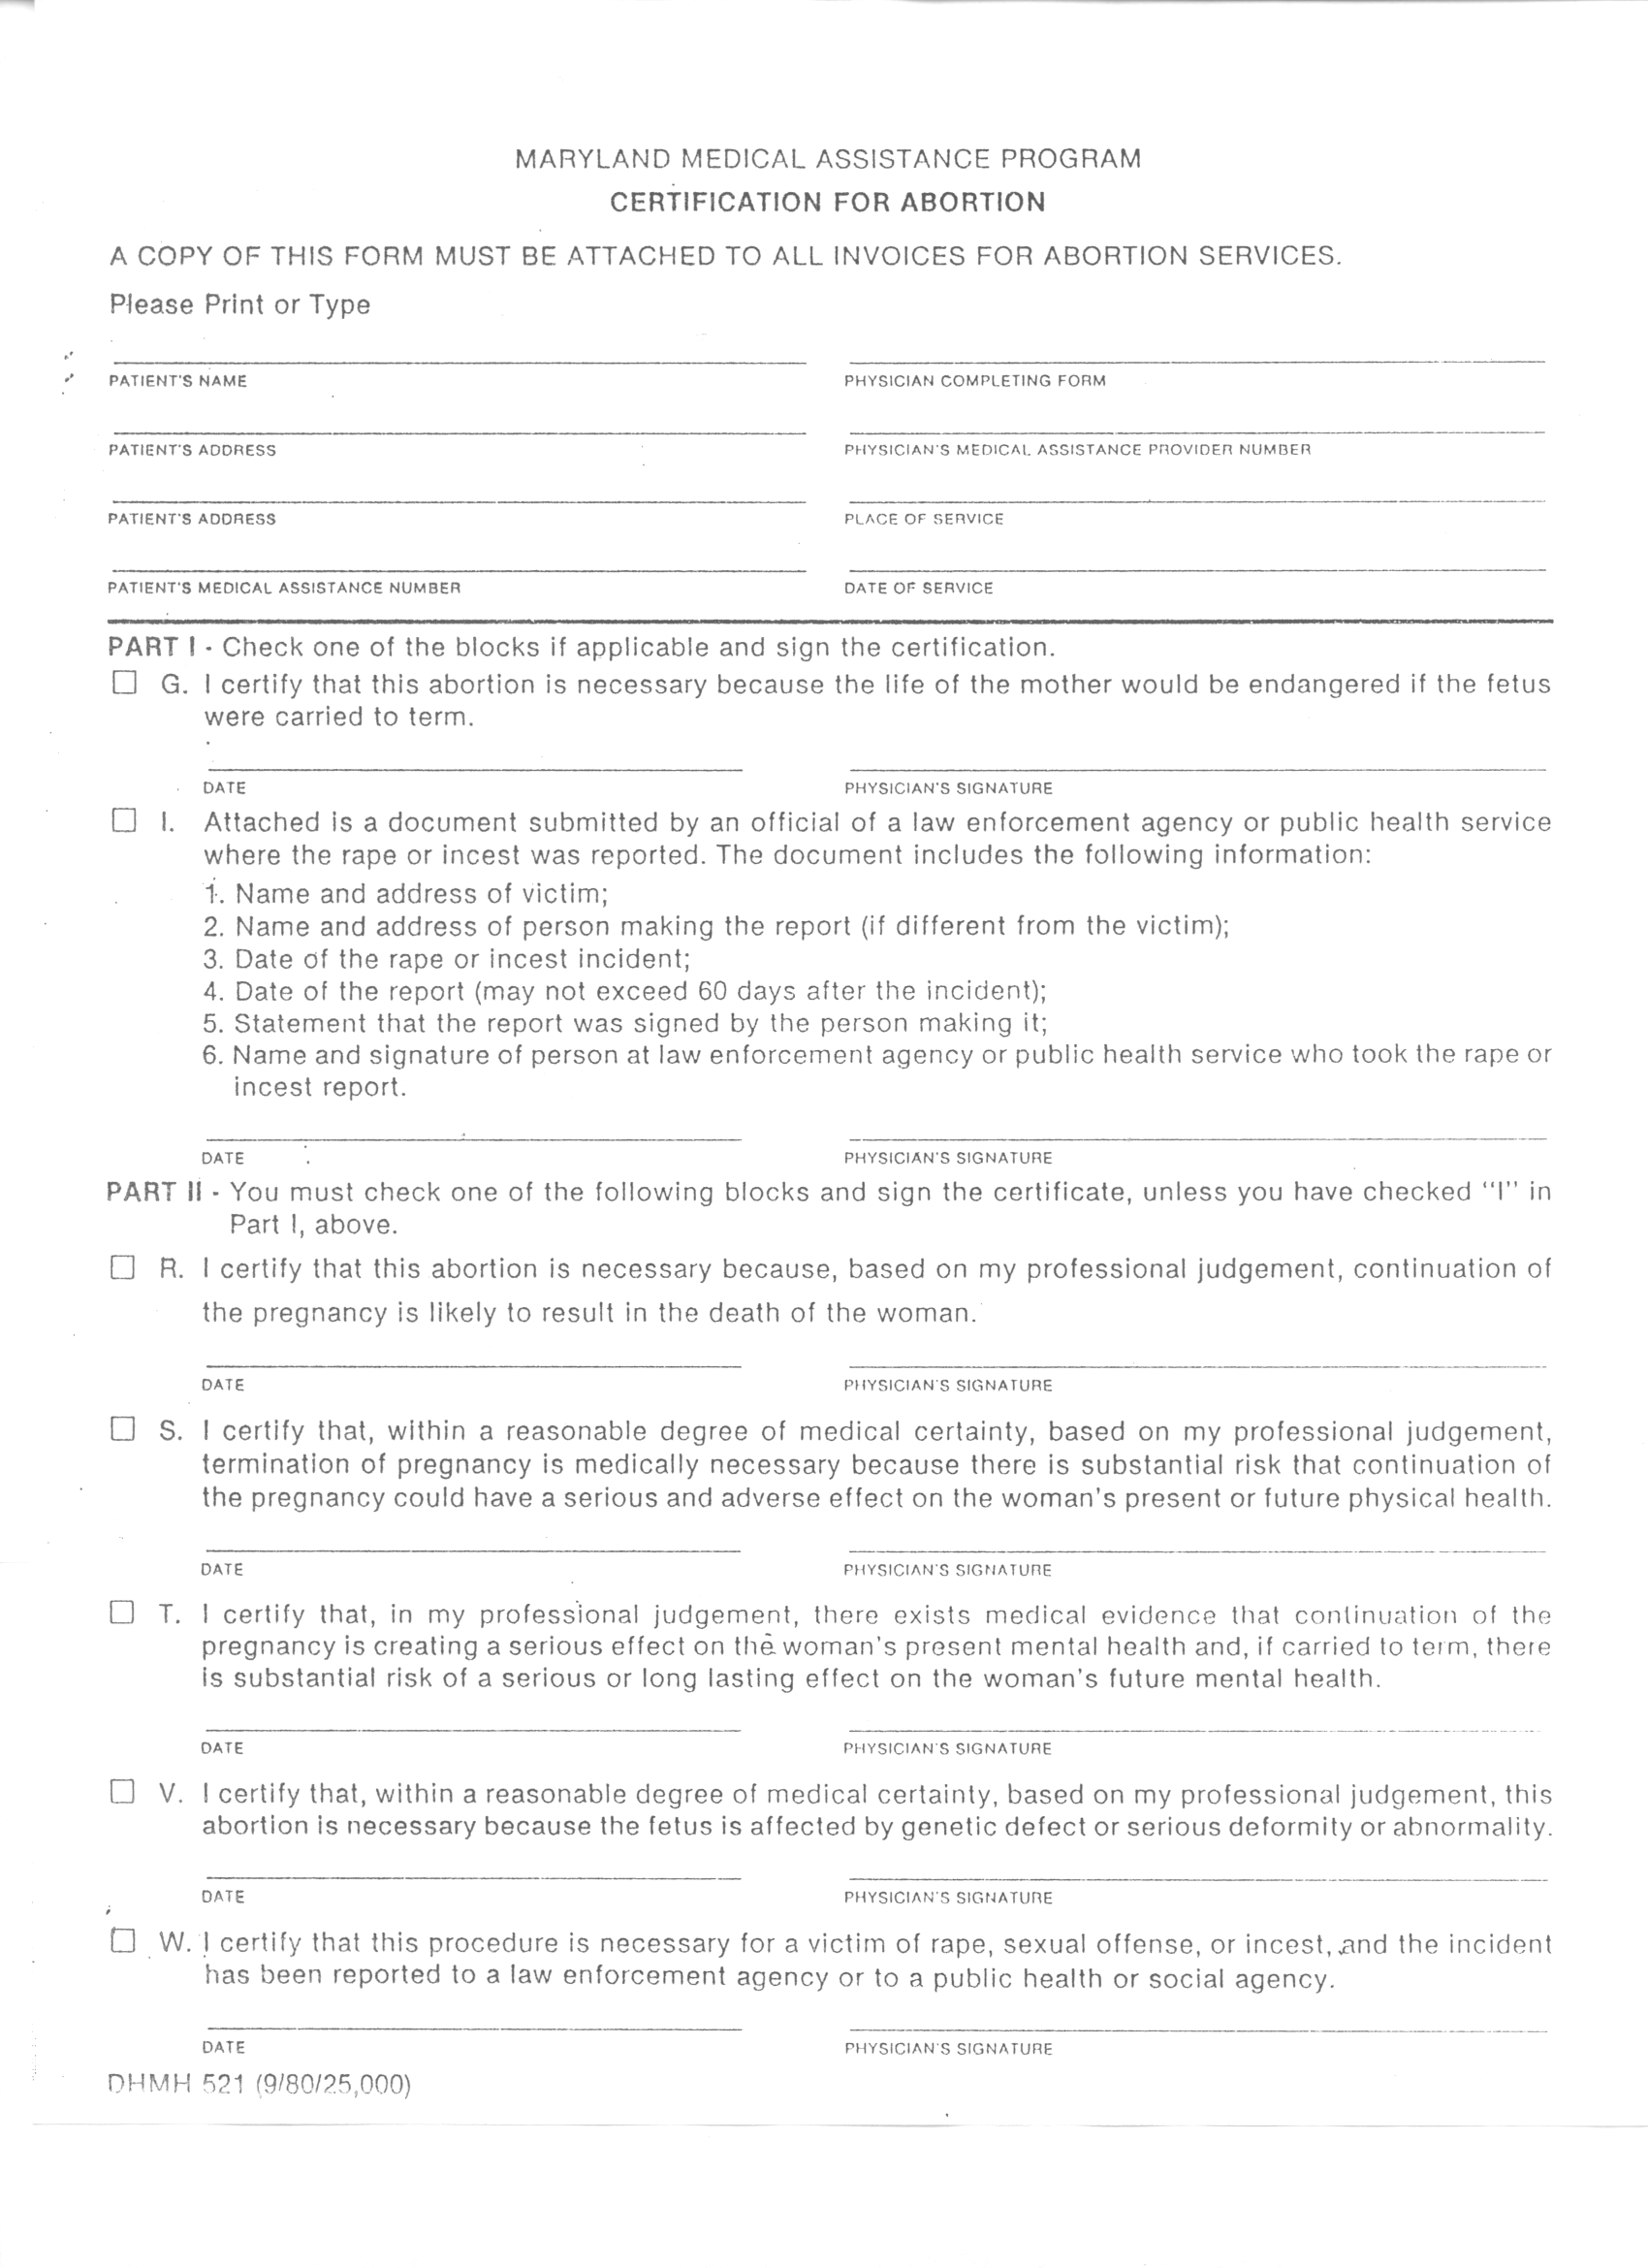 MARYLAND MEDICAL ASSISTANCE PROGRAM
CERTIFICATION FOR ABORTION
A COPY OF THIS FORM MUST BE ATTACHED TO ALL INVOICES FOR ABORTION SERVICES.
Please Print or Type
PATIENT'S NAME PHYSICIAN COMPLETING FORM
PATIENT'S ADDRESS PHYSICIAN'S MEDICAL ASSISTANCE PROVIDER NUMBER
PATIENT'S ADDRESS PLACE OF SERVICE
PATIENT'S MEDICAL ASSISTANCE NUMBER DATE OF SERVICE
PART I - Check one of the blocks if applicable and sign the certification.
☐ G. I certify that this abortion is necessary because the life of the mother would be endangered if the fetus
were carried to term.
DATE PHYSICIAN'S SIGNATURE
☐ I. Attached is a document submitted by an official of a law enforcement agency or public health service
where the rape or incest was reported. The document includes the following information:
1. Name and address of victim;
2. Name and address of person making the report (if different from the victim);
3. Date of the rape or incest incident;
4. Date of the report (may not exceed 60 days after the incident);
5. Statement that the report was signed by the person making it;
6. Name and signature of person at law enforcement agency or public health service who took the rape or
incest report.
DATE PHYSICIAN'S SIGNATURE
PART II - You must check one of the following blocks and sign the certificate, unless you have checked "I" in
Part I, above.
☐ R. I certify that this abortion is necessary because, based on my professional judgement, continuation of
the pregnancy is likely to result in the death of the woman.
DATE PHYSICIAN'S SIGNATURE
☐ S. I certify that, within a reasonable degree of medical certainty, based on my professional judgement,
termination of pregnancy is medically necessary because there is substantial risk that continuation of
the pregnancy could have a serious and adverse effect on the woman's present or future physical health.
DATE PHYSICIAN'S SIGNATURE
☐ T. I certify that, in my professional judgement, there exists medical evidence that continuation of the
pregnancy is creating a serious effect on the woman's present mental health and, if carried to term, there
is substantial risk of a serious or long lasting effect on the woman's future mental health.
DATE PHYSICIAN'S SIGNATURE
☐ V. I certify that, within a reasonable degree of medical certainty, based on my professional judgement, this
abortion is necessary because the fetus is affected by genetic defect or serious deformity or abnormality.
DATE PHYSICIAN'S SIGNATURE
☐ W. I certify that this procedure is necessary for a victim of rape, sexual offense, or incest, and the incident
has been reported to a law enforcement agency or to a public health or social agency.
DATE PHYSICIAN'S SIGNATURE
DHMH 521 (9/80/25,000)